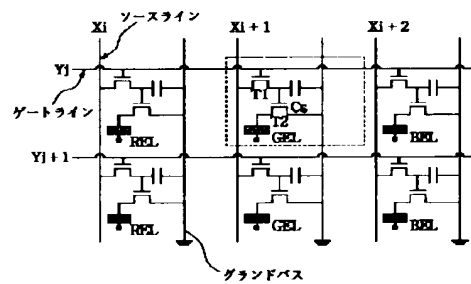 ソースライン
Xi
Xi+1
Xi+2
Yj
ゲートライン
T1
Cs
T2
REL
GEL
BEL
Yj+1
REL
GEL
BEL
グランドバス